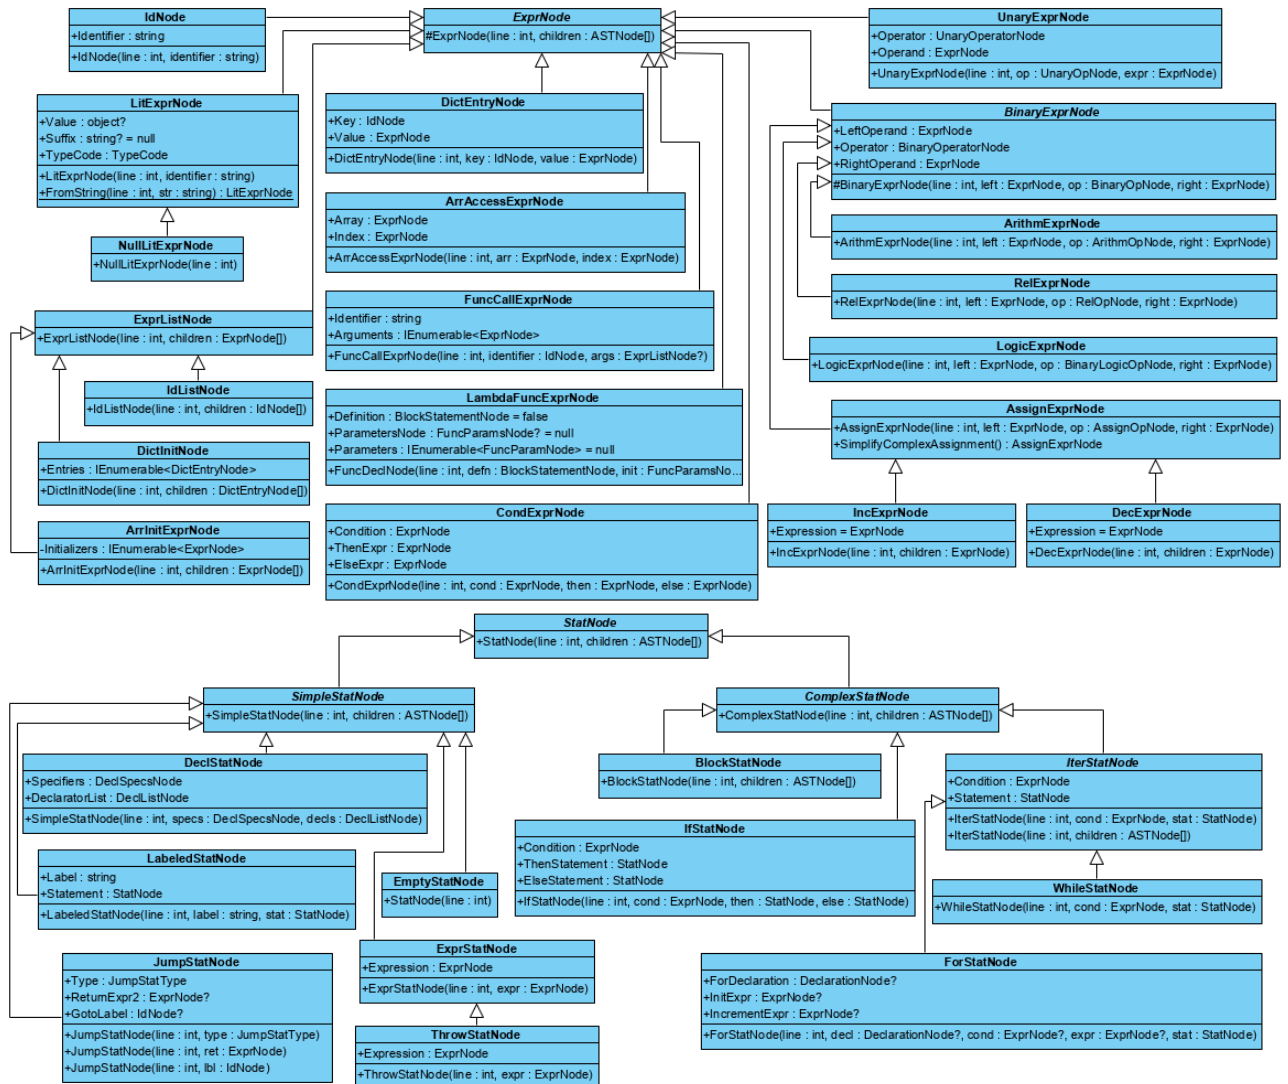 IdNode
+Identifier : string
+IdNode(line : int, identifier : string)
ExprNode
#ExprNode(line : int, children : ASTNode[])
UnaryExprNode
+Operator : UnaryOperatorNode
+Operand : ExprNode
+UnaryExprNode(line : int, op : UnaryOpNode, expr : ExprNode)
LitExprNode
+Value : object?
+Suffix : string? = null
+TypeCode : TypeCode
+LitExprNode(line : int, identifier : string)
+FromString(line : int, str : string) : LitExprNode
DictEntryNode
+Key : IdNode
+Value : ExprNode
+DictEntryNode(line : int, key : IdNode, value : ExprNode)
BinaryExprNode
+LeftOperand : ExprNode
+Operator : BinaryOperatorNode
+RightOperand : ExprNode
#BinaryExprNode(line : int, left : ExprNode, op : BinaryOpNode, right : ExprNode)
NullLitExprNode
+NullLitExprNode(line : int)
ArrAccessExprNode
+Array : ExprNode
+Index : ExprNode
+ArrAccessExprNode(line : int, arr : ExprNode, index : ExprNode)
ArithmExprNode
+ArithmExprNode(line : int, left : ExprNode, op : ArithmOpNode, right : ExprNode)
RelExprNode
+RelExprNode(line : int, left : ExprNode, op : RelOpNode, right : ExprNode)
ExprListNode
+ExprListNode(line : int, children : ExprNode[])
FuncCallExprNode
+Identifier : string
+Arguments : IEnumerable<ExprNode>
+FuncCallExprNode(line : int, identifier : IdNode, args : ExprListNode?)
LogicExprNode
+LogicExprNode(line : int, left : ExprNode, op : BinaryLogicOpNode, right : ExprNode)
IdListNode
+IdListNode(line : int, children : IdNode[])
LambdaFuncExprNode
+Definition : BlockStatementNode = false
+ParametersNode : FuncParamsNode? = null
+Parameters : IEnumerable<FuncParamNode> = null
+FuncDeclNode(line : int, defn : BlockStatementNode, init : FuncParamsNo...
AssignExprNode
+AssignExprNode(line : int, left : ExprNode, op : AssignOpNode, right : ExprNode)
+SimplifyComplexAssignment() : AssignExprNode
DictInitNode
+Entries : IEnumerable<DictEntryNode>
+DictInitNode(line : int, children : DictEntryNode[])
ArrInitExprNode
-Initializers : IEnumerable<ExprNode>
+ArrInitExprNode(line : int, children : ExprNode[])
CondExprNode
+Condition : ExprNode
+ThenExpr : ExprNode
+ElseExpr : ExprNode
+CondExprNode(line : int, cond : ExprNode, then : ExprNode, else : ExprNode)
IncExprNode
+Expression = ExprNode
+IncExprNode(line : int, children : ExprNode)
DecExprNode
+Expression = ExprNode
+DecExprNode(line : int, children : ExprNode)
StatNode
+StatNode(line : int, children : ASTNode[])
SimpleStatNode
+SimpleStatNode(line : int, children : ASTNode[])
ComplexStatNode
+ComplexStatNode(line : int, children : ASTNode[])
DeclStatNode
+Specifiers : DeclSpecsNode
+DeclaratorList : DeclListNode
+SimpleStatNode(line : int, specs : DeclSpecsNode, decls : DeclListNode)
BlockStatNode
+BlockStatNode(line : int, children : ASTNode[])
IterStatNode
+Condition : ExprNode
+Statement : StatNode
+IterStatNode(line : int, cond : ExprNode, stat : StatNode)
+IterStatNode(line : int, children : ASTNode[])
LabeledStatNode
+Label : string
+Statement : StatNode
+LabeledStatNode(line : int, label : string, stat : StatNode)
EmptyStatNode
+StatNode(line : int)
IfStatNode
+Condition : ExprNode
+ThenStatement : StatNode
+ElseStatement : StatNode
+IfStatNode(line : int, cond : ExprNode, then : StatNode, else : StatNode)
WhileStatNode
+WhileStatNode(line : int, cond : ExprNode, stat : StatNode)
JumpStatNode
+Type : JumpStatType
+ReturnExpr2 : ExprNode?
+GotoLabel : IdNode?
+JumpStatNode(line : int, type : JumpStatType)
+JumpStatNode(line : int, ret : ExprNode)
+JumpStatNode(line : int, lbl : IdNode)
ExprStatNode
+Expression : ExprNode
+ExprStatNode(line : int, expr : ExprNode)
ThrowStatNode
+Expression : ExprNode
+ThrowStatNode(line : int, expr : ExprNode)
ForStatNode
+ForDeclaration : DeclarationNode?
+InitExpr : ExprNode?
+IncrementExpr : ExprNode?
+ForStatNode(line : int, decl : DeclarationNode?, cond : ExprNode?, expr : ExprNode?, stat : StatNode)